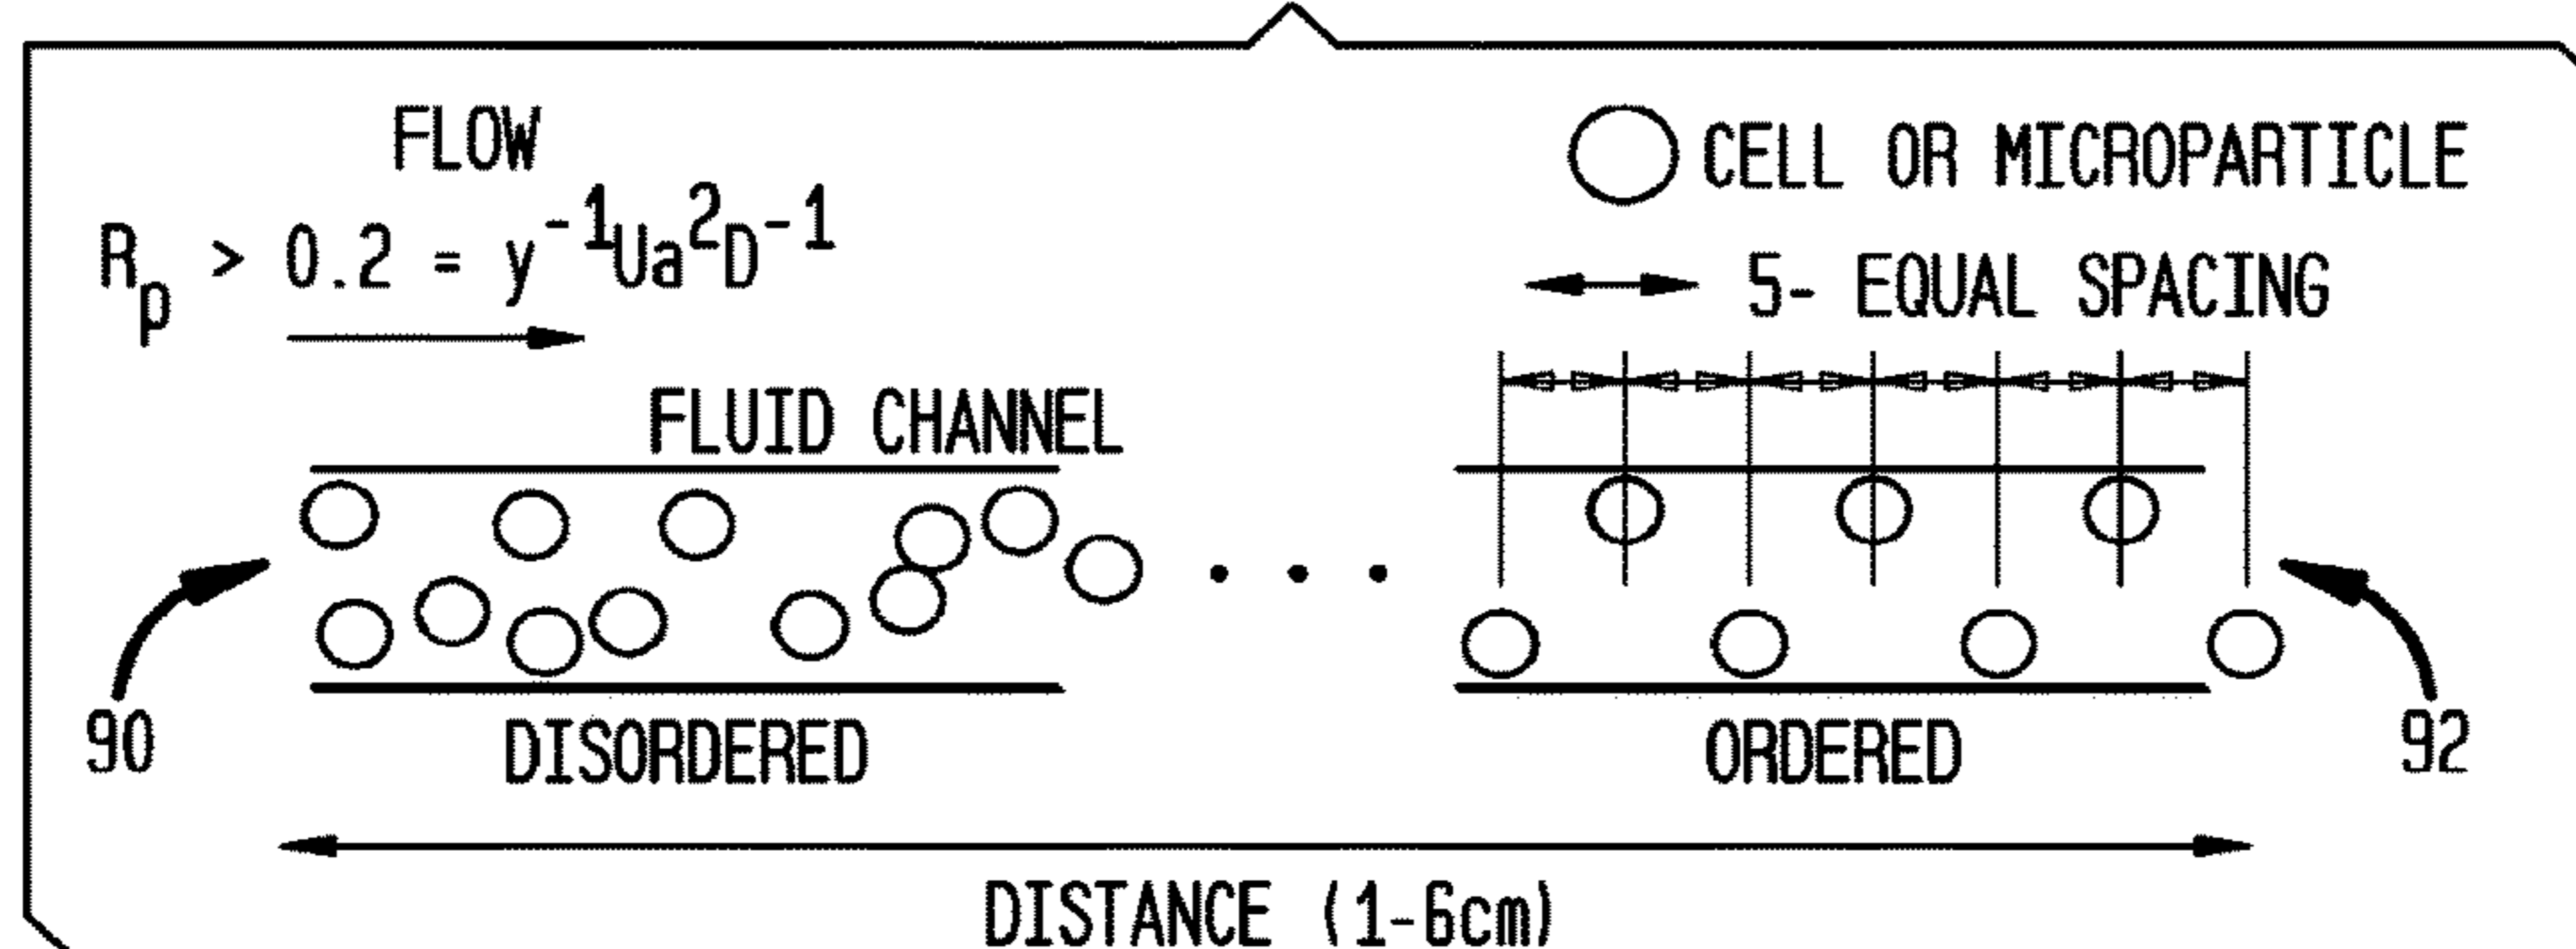 FLOW
R_p > 0.2 = y^-1Ua^2D^-1
CELL OR MICROPARTICLE
5- EQUAL SPACING
FLUID CHANNEL
90
DISORDERED
ORDERED
92
DISTANCE (1-6cm)